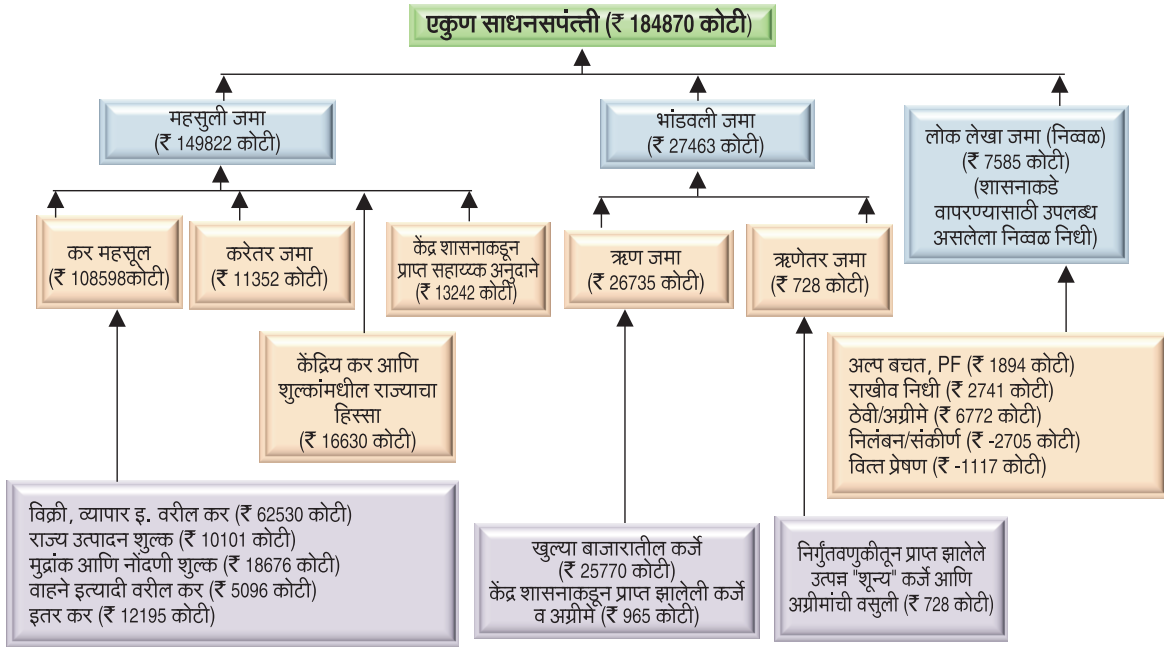 एकुण साधनसपंत्ती (₹ 184870 कोटी)
महसुली जमा
(₹ 149822 कोटी)
भांडवली जमा
(₹ 27463 कोटी)
लोक लेखा जमा (निव्वळ)
(₹ 7585 कोटी)
(शासनाकडे
वापरण्यासाठी उपलब्ध
असलेला निव्वळ निधी)
कर महसूल
(₹ 108598कोटी)
करेतर जमा
(₹ 11352 कोटी)
केंद्र शासनाकडून
प्राप्त सहाय्य्क अनुदाने
(₹ 13242 कोटी)
ऋण जमा
(₹ 26735 कोटी)
ऋणेतर जमा
(₹ 728 कोटी)
केंद्रिय कर आणि
शुल्कांमधील राज्याचा
हिस्सा
(₹ 16630 कोटी)
अल्प बचत, PF (₹ 1894 कोटी)
राखीव निधी (₹ 2741 कोटी)
ठेवी/अग्रीमे (₹ 6772 कोटी)
निलंबन/संकीर्ण (₹ -2705 कोटी)
वित्त प्रेषण (₹ -1117 कोटी)
विक्री, व्यापार इ. वरील कर (₹ 62530 कोटी)
राज्य उत्पादन शुल्क (₹ 10101 कोटी)
मुद्रांक आणि नोंदणी शुल्क (₹ 18676 कोटी)
वाहने इत्यादी वरील कर (₹ 5096 कोटी)
इतर कर (₹ 12195 कोटी)
खुल्या बाजारातील कर्जे
(₹ 25770 कोटी)
केंद्र शासनाकडून प्राप्त झालेली कर्जे
व अग्रीमे (₹ 965 कोटी)
निर्गुंतवणुकीतून प्राप्त झालेले
उत्पन्न "शून्य" कर्जे आणि
अग्रीमांची वसुली (₹ 728 कोटी)